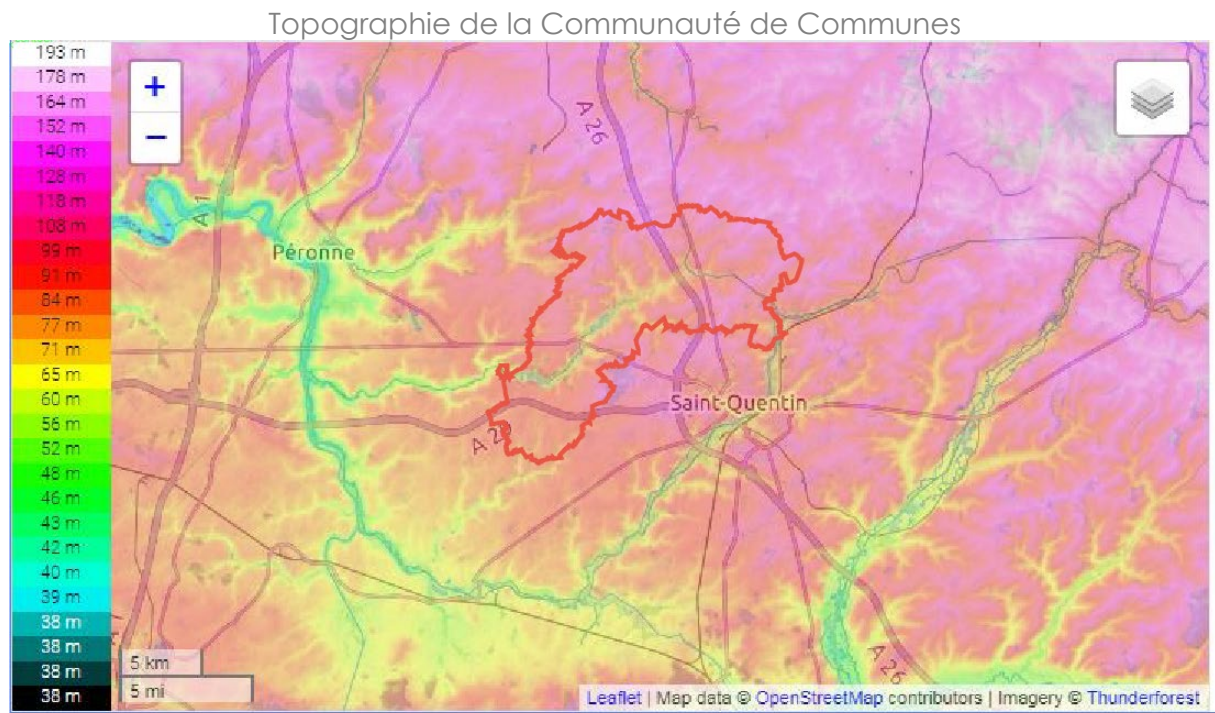 Topographie de la Communauté de Communes
193 m
178 m
164 m
152 m
140 m
128 m
118 m
108 m
99 m
91 m
84 m
77 m
71 m
65 m
60 m
56 m
52 m
48 m
46 m
43 m
42 m
40 m
39 m
38 m
38 m
38 m
38 m
+
−
A 26
A 1
Péronne
Saint-Quentin
A 29
A 26
5 km
5 mi
Leaflet | Map data © OpenStreetMap contributors | Imagery © Thunderforest